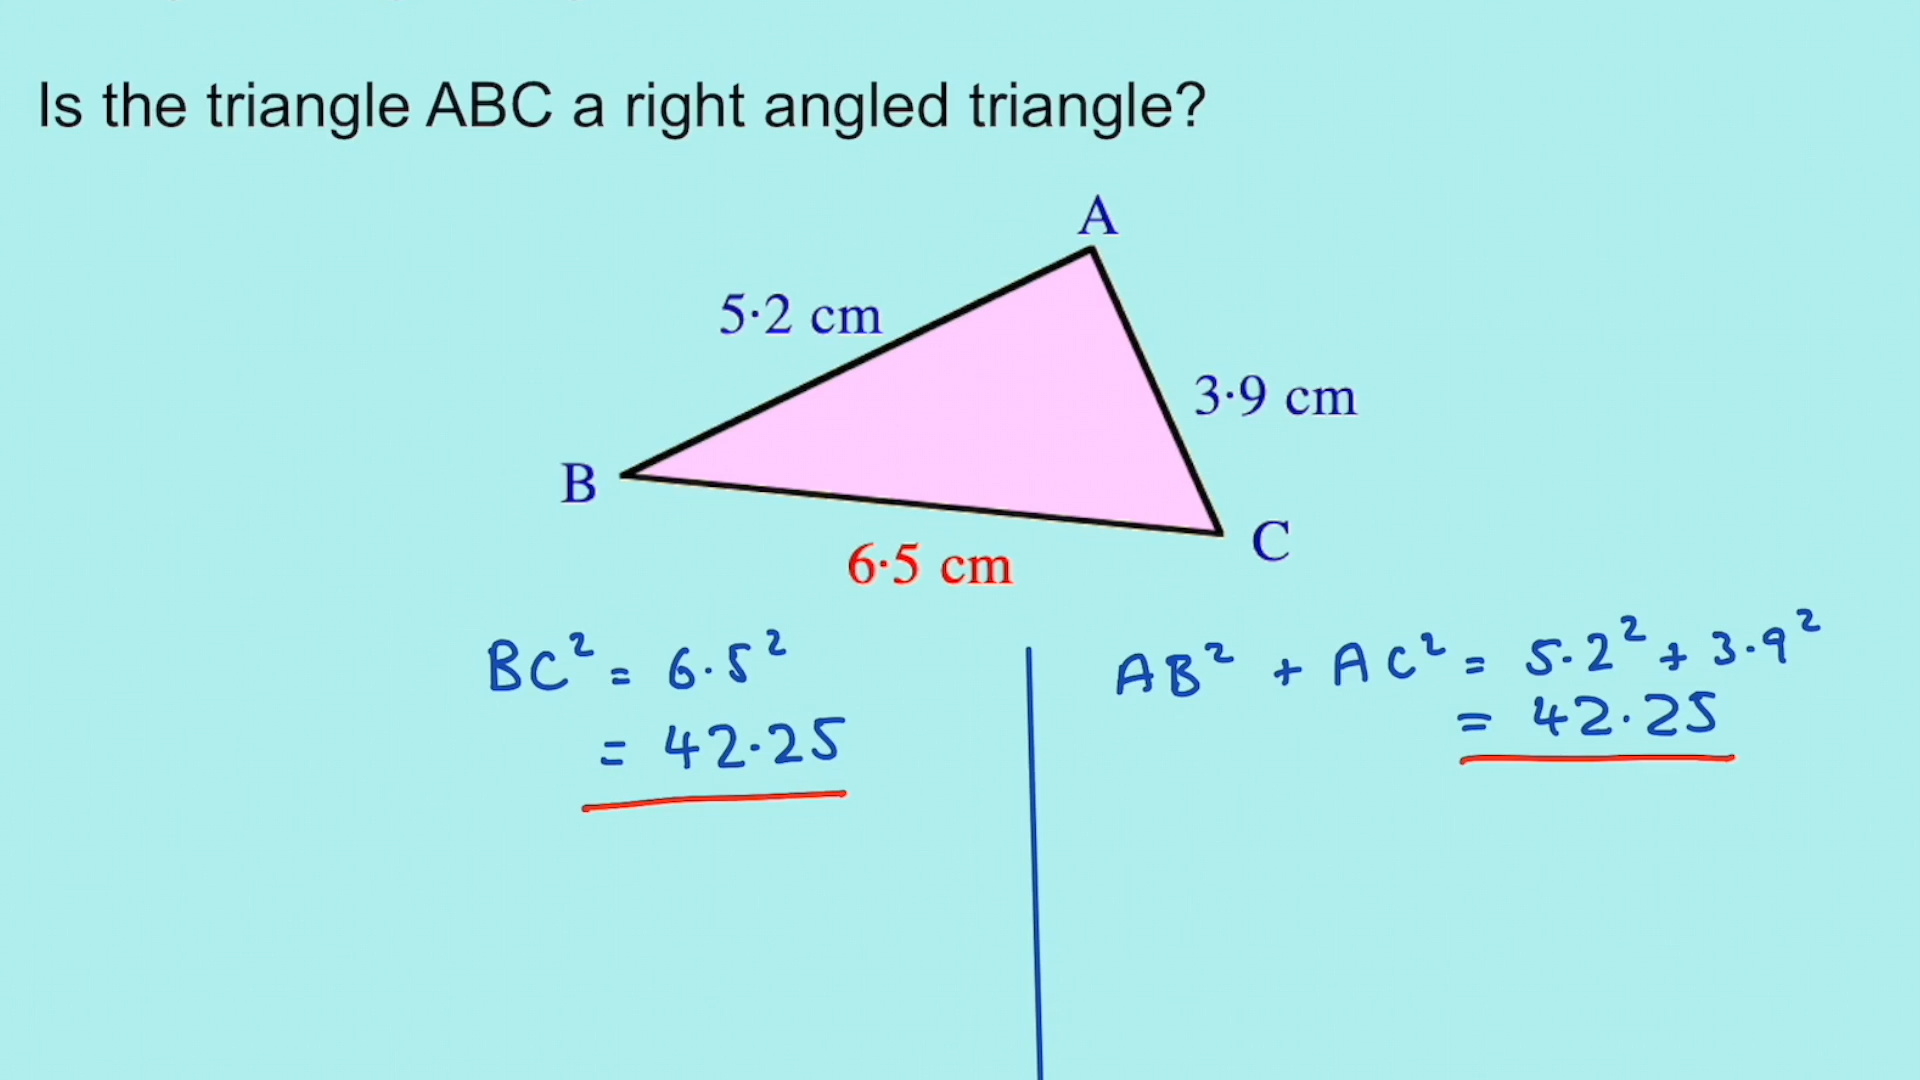 Is the triangle ABC a right angled triangle?
A
5·2 cm
3·9 cm
B
C
6·5 cm
BC² = 6·5²
= 42·25
AB² + AC² = 5·2² + 3·9²
= 42·25